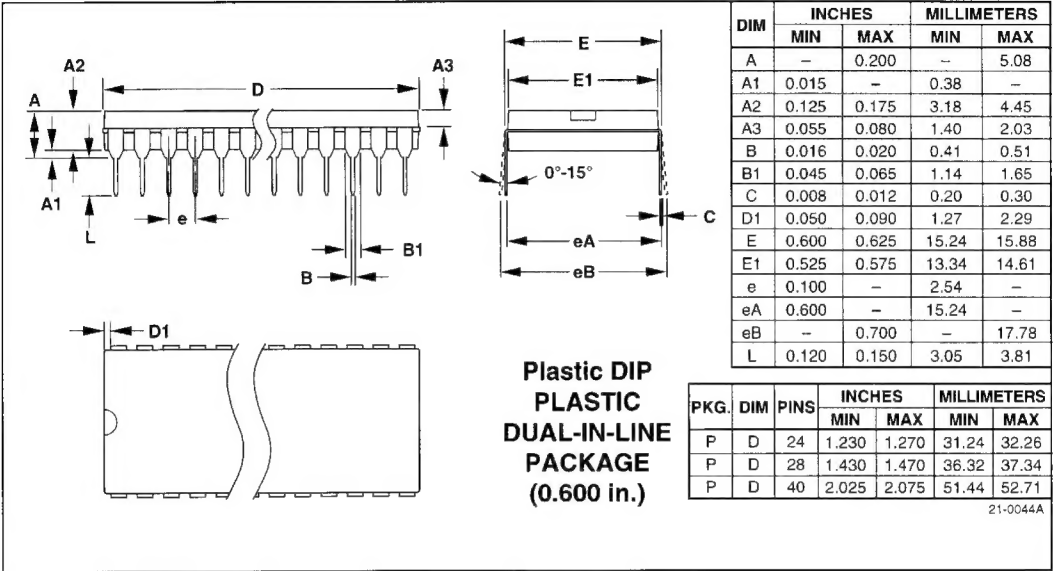 A2
A
D
A3
A1
L
e
B1
B
E
E1
0°-15°
C
eA
eB
D1
Plastic DIP
PLASTIC
DUAL-IN-LINE
PACKAGE
(0.600 in.)
DIM INCHES MILLIMETERS
MIN MAX MIN MAX
A – 0.200 – 5.08
A1 0.015 – 0.38 –
A2 0.125 0.175 3.18 4.45
A3 0.055 0.080 1.40 2.03
B 0.016 0.020 0.41 0.51
B1 0.045 0.065 1.14 1.65
C 0.008 0.012 0.20 0.30
D1 0.050 0.090 1.27 2.29
E 0.600 0.625 15.24 15.88
E1 0.525 0.575 13.34 14.61
e 0.100 – 2.54 –
eA 0.600 – 15.24 –
eB – 0.700 – 17.78
L 0.120 0.150 3.05 3.81
PKG. DIM PINS INCHES MILLIMETERS
MIN MAX MIN MAX
P D 24 1.230 1.270 31.24 32.26
P D 28 1.430 1.470 36.32 37.34
P D 40 2.025 2.075 51.44 52.71
21-0044A